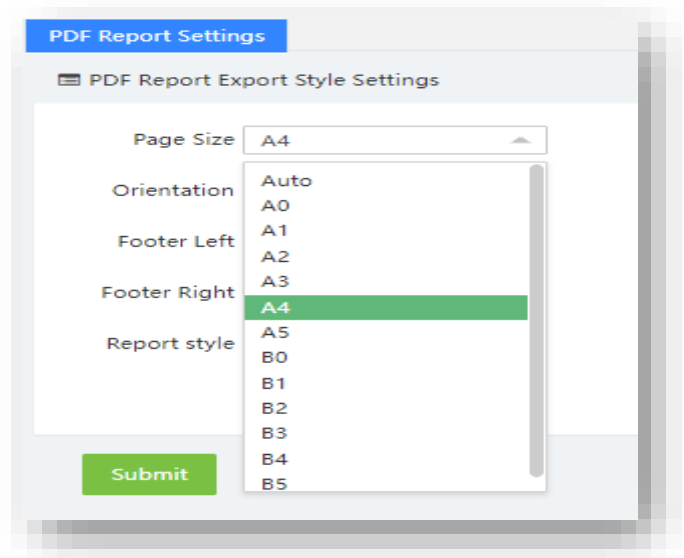 PDF Report Settings
PDF Report Export Style Settings
Page Size A4
Orientation
Footer Left
Footer Right
Report style
Auto
A0
A1
A2
A3
A4
A5
B0
B1
B2
B3
B4
B5
Submit